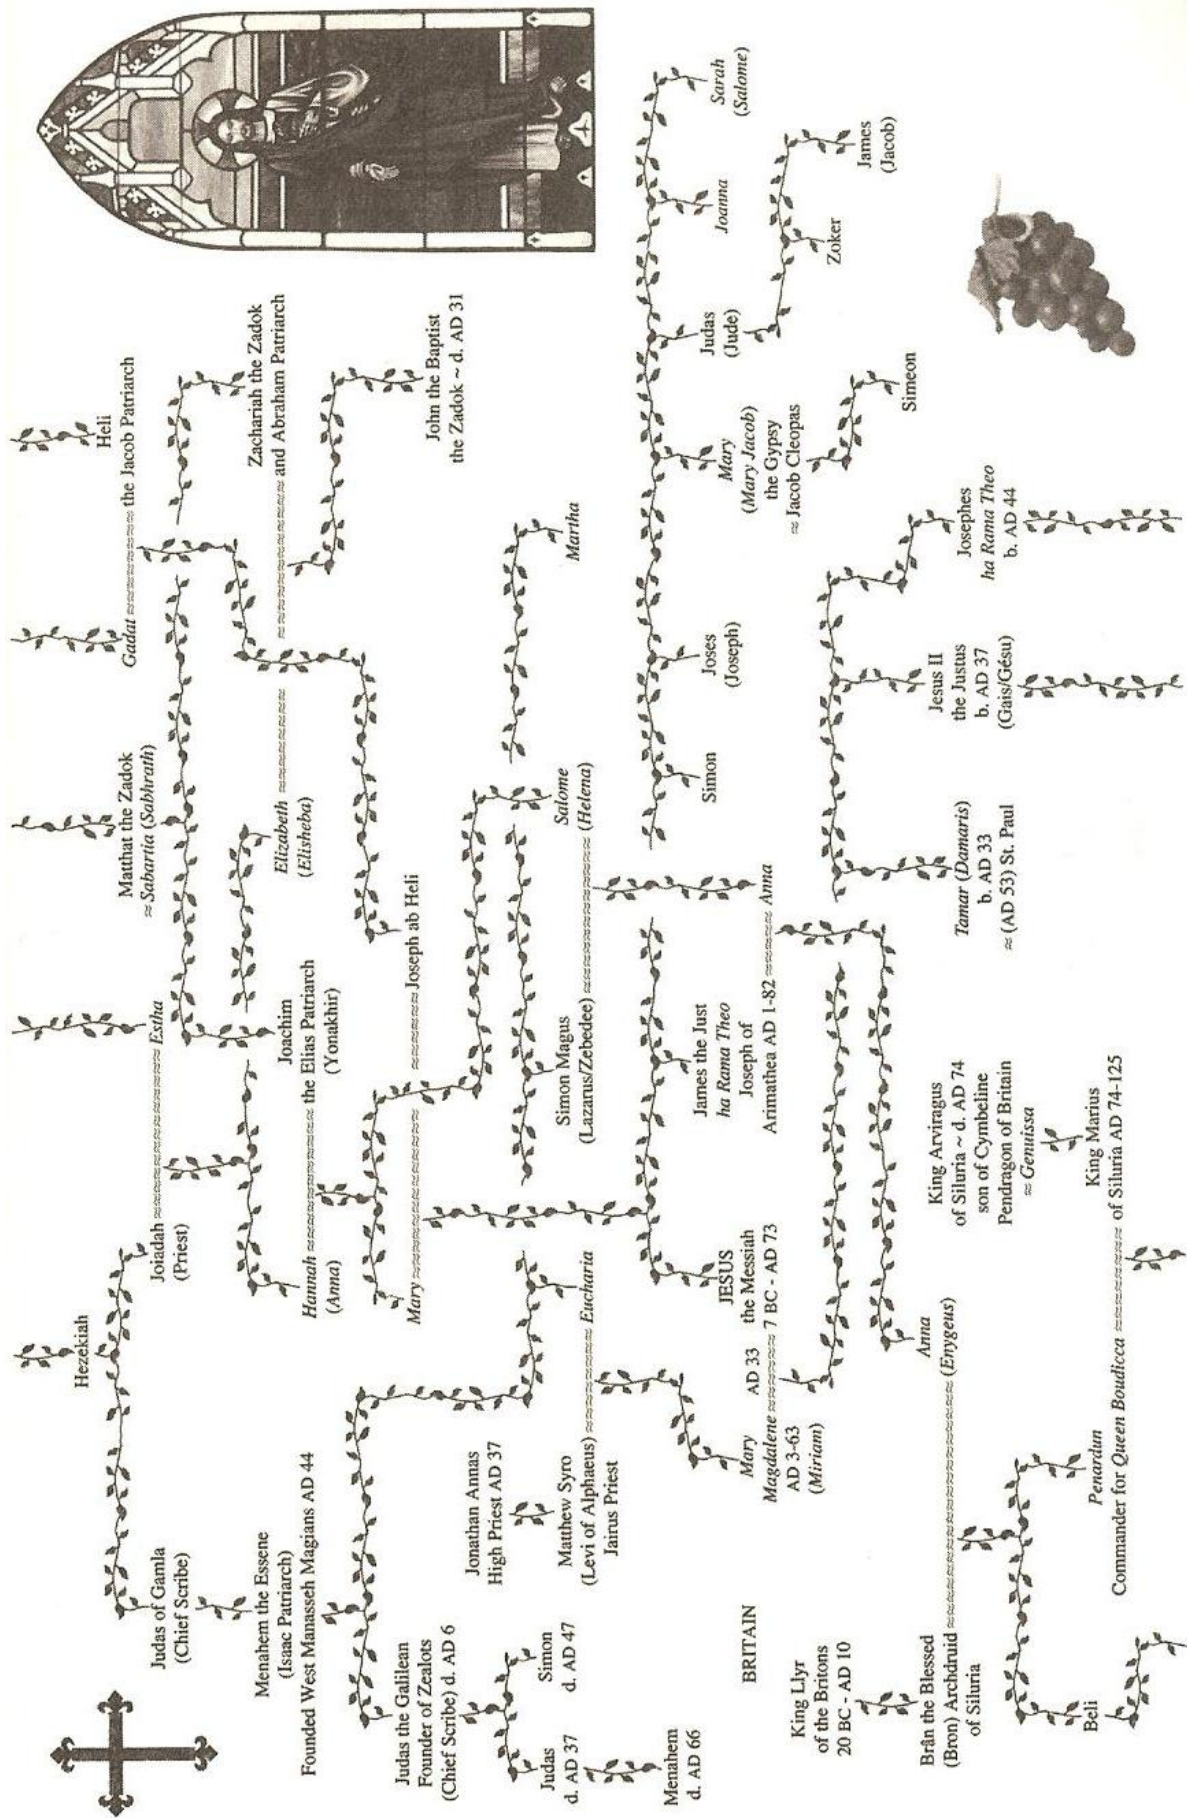 Hezekiah
Heli
Judas of Gamla
(Chief Scribe)
Joiadah ≈≈≈≈≈≈ Estha
(Priest)
Matthat the Zadok
≈ Sabartia (Sabhrath)
Gadat ≈≈≈≈≈≈ the Jacob Patriarch
Menahem the Essene
(Isaac Patriarch)
Founded West Manasseh Magians AD 44
Hannah ≈≈≈≈≈≈ the Elias Patriarch
(Anna)
Joachim
(Yonakhir)
Elizabeth ≈≈≈≈≈≈
(Elisheba)
Zachariah the Zadok
≈≈≈≈≈≈ and Abraham Patriarch
Judas the Galilean
Founder of Zealots
(Chief Scribe) d. AD 6
Mary ≈≈≈≈≈≈ Joseph ab Heli
John the Baptist
the Zadok ~ d. AD 31
Jonathan Annas
High Priest AD 37
Judas
d. AD 37
Simon
d. AD 47
Matthew Syro
(Levi of Alphaeus) ≈≈≈≈≈≈ Eucharia
Jairus Priest
Simon Magus
(Lazarus/Zebedee) ≈≈≈≈≈≈ (Helena)
Salome
Martha
Menahem
d. AD 66
BRITAIN
Mary
Magdalene ≈≈≈≈≈≈ 7 BC - AD 73
AD 3-63
(Miriam)
AD 33
JESUS
the Messiah
James the Just
ha Rama Theo
Joseph of
Arimathea AD 1-82 ≈≈≈≈≈≈ Anna
Simon
Joses
(Joseph)
Mary
(Mary Jacob)
the Gypsy
≈ Jacob Cleopas
Judas
(Jude)
Joanna
Sarah
(Salome)
Simeon
Zoker
James
(Jacob)
King Llyr
of the Britons
20 BC - AD 10
Brân the Blessed
(Bron) Archdruid ≈≈≈≈≈≈ (Enygeus)
of Siluria
Anna
King Arviragus
of Siluria ~ d. AD 74
son of Cymbeline
Pendragon of Britain
≈ Genuissa
Tamar (Damaris)
b. AD 33
≈ (AD 53) St. Paul
Jesus II
the Justus
b. AD 37
(Gais/Gésu)
Josephes
ha Rama Theo
b. AD 44
Beli
Penardun
Commander for Queen Boudicca ≈≈≈≈≈≈ of Siluria AD 74-125
King Marius